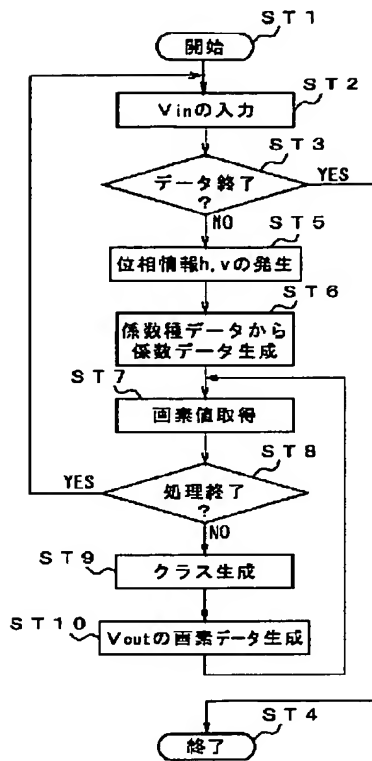 ST1
開始
ST2
Vinの入力
ST3
データ終了
?
YES
NO
ST5
位相情報h,vの発生
ST6
係数種データから
係数データ生成
ST7
画素値取得
ST8
YES
処理終了
?
NO
ST9
クラス生成
ST10
Voutの画素データ生成
ST4
終了